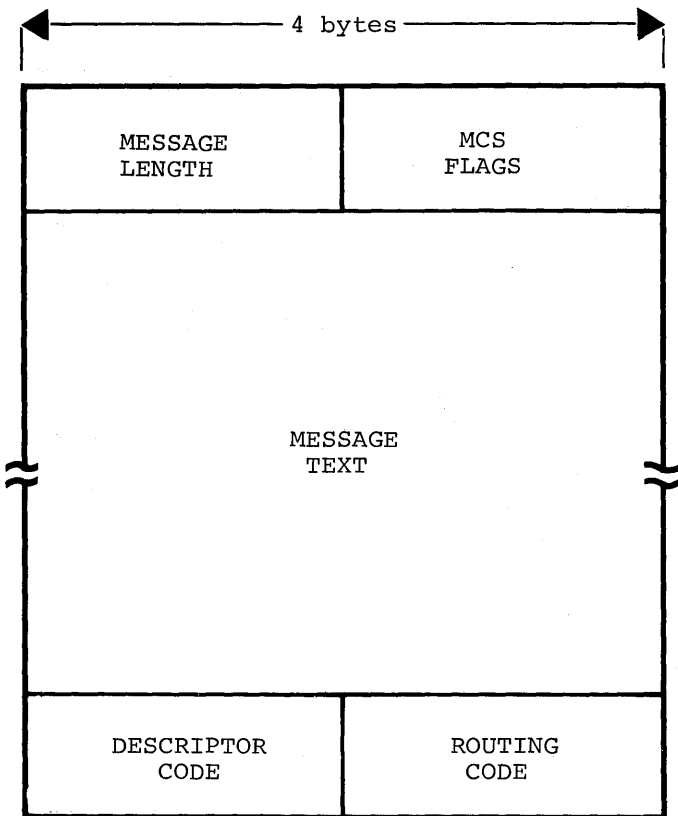 4 bytes
MESSAGE
LENGTH
MCS
FLAGS
MESSAGE
TEXT
DESCRIPTOR
CODE
ROUTING
CODE